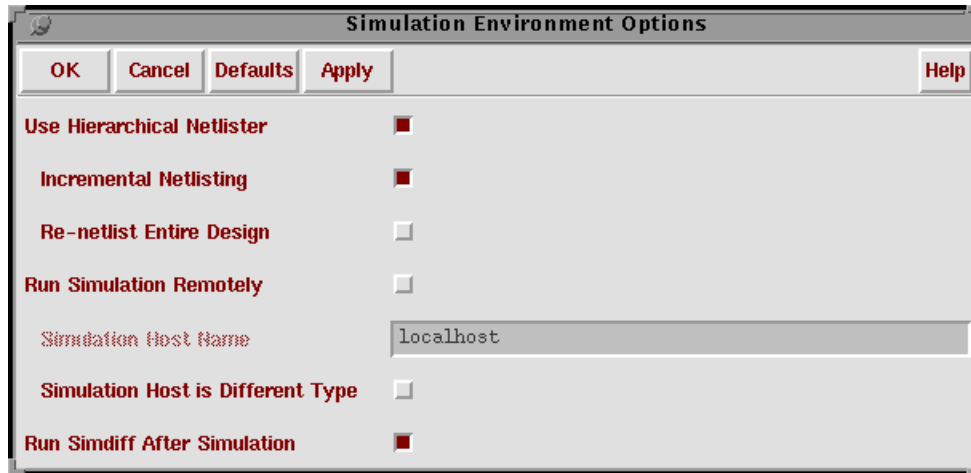 Simulation Environment Options
OK Cancel Defaults Apply Help
Use Hierarchical Netlister
Incremental Netlisting
Re-netlist Entire Design
Run Simulation Remotely
Simulation Host Name localhost
Simulation Host is Different Type
Run Simdiff After Simulation